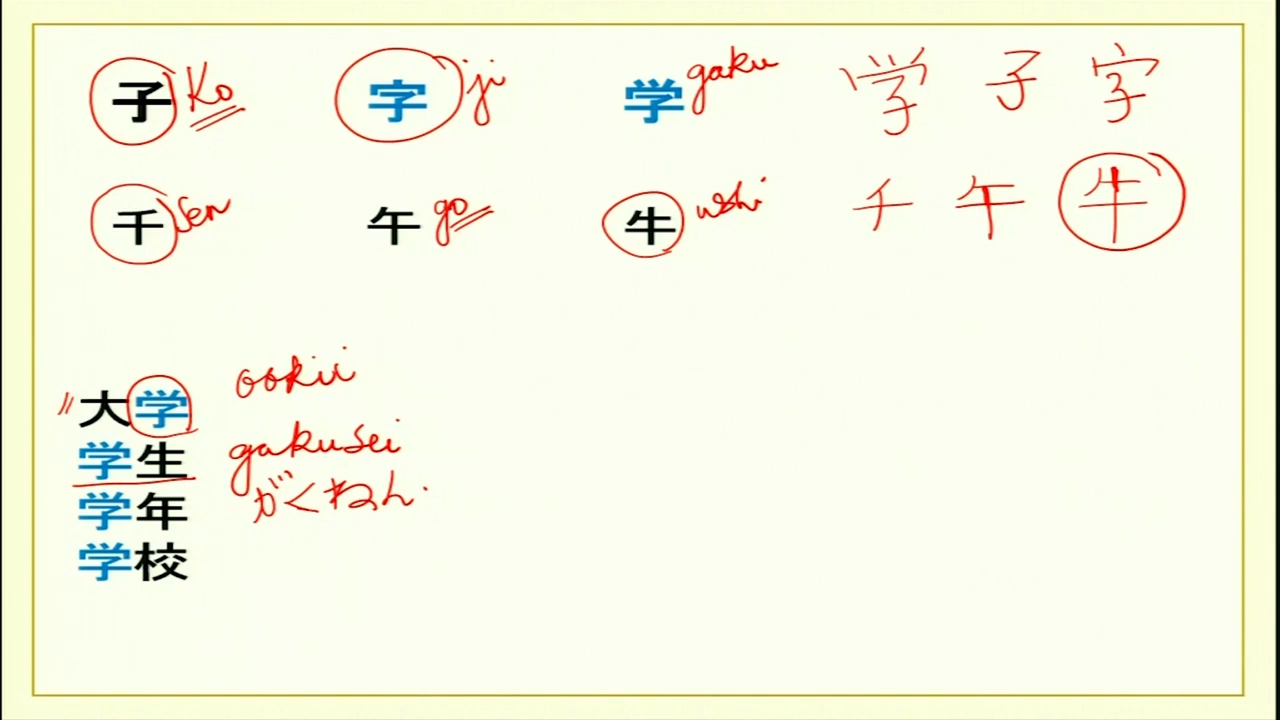 子 Ko 字 ji 学 gaku 学 子 字
千 Sen 午 go 牛 ushi 千 午 牛
大学 ookii
学生 gakusei
学年 がくねん.
学校